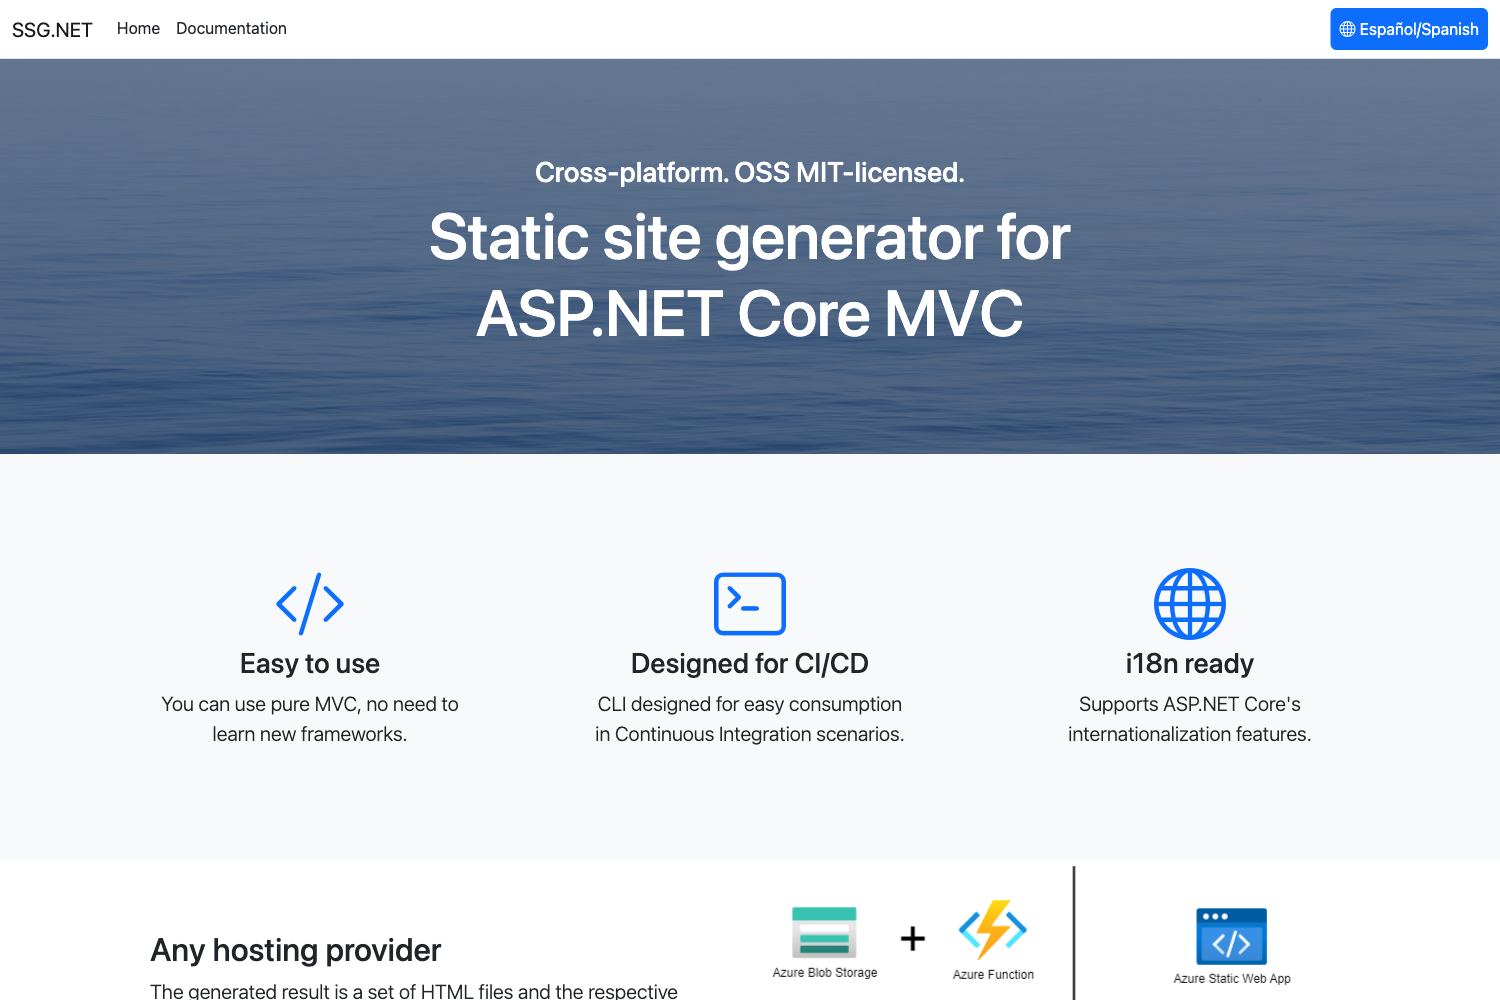 SSG.NET
Home
Documentation
Español/Spanish
Cross-platform. OSS MIT-licensed.
Static site generator for
ASP.NET Core MVC
Easy to use
You can use pure MVC, no need to
learn new frameworks.
Designed for CI/CD
CLI designed for easy consumption
in Continuous Integration scenarios.
i18n ready
Supports ASP.NET Core's
internationalization features.
Any hosting provider
The generated result is a set of HTML files and the respective
Azure Blob Storage
+
Azure Function
Azure Static Web App